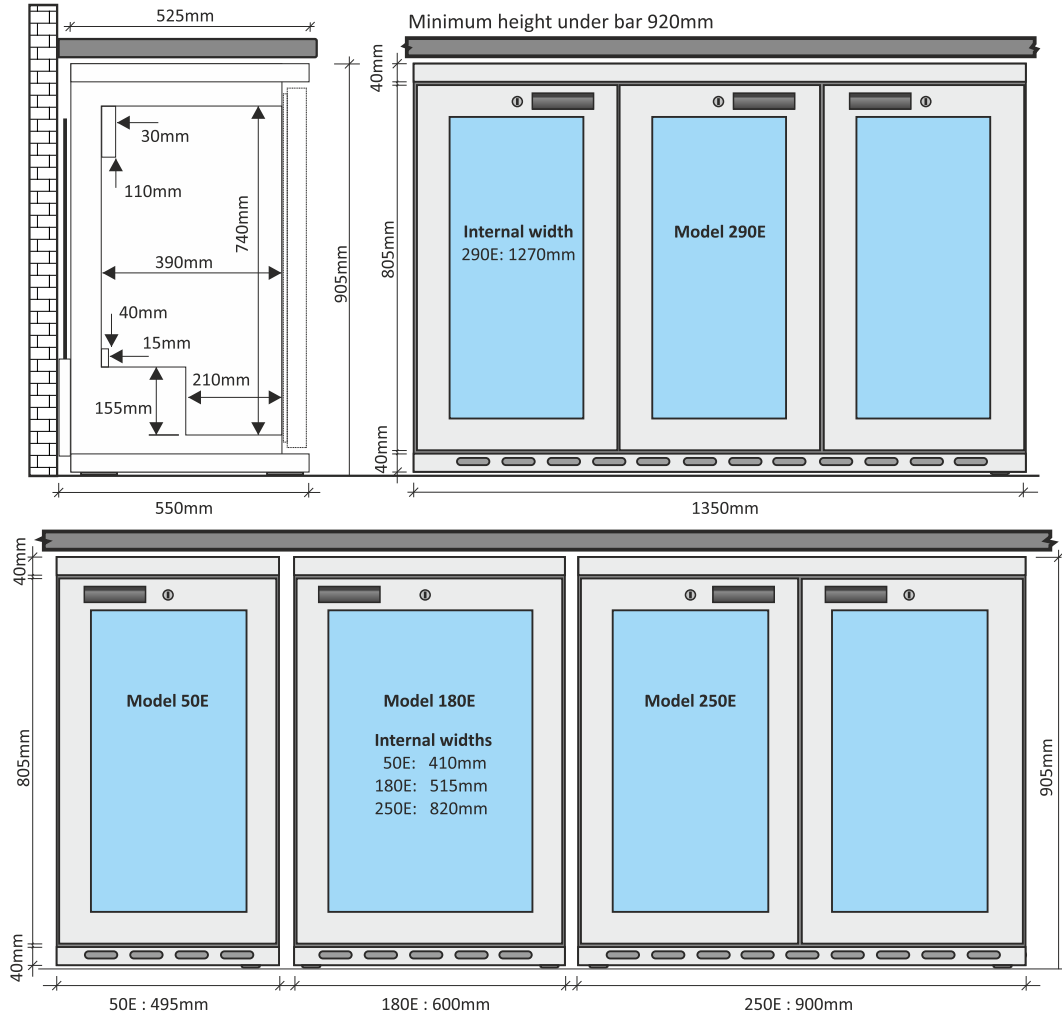 525mm
Minimum height under bar 920mm
30mm
110mm
740mm
390mm
40mm
15mm
210mm
155mm
905mm
550mm
40mm
805mm
40mm
Internal width
290E: 1270mm
Model 290E
1350mm
40mm
805mm
40mm
Model 50E
Model 180E
Internal widths
50E: 410mm
180E: 515mm
250E: 820mm
Model 250E
905mm
50E : 495mm
180E : 600mm
250E : 900mm